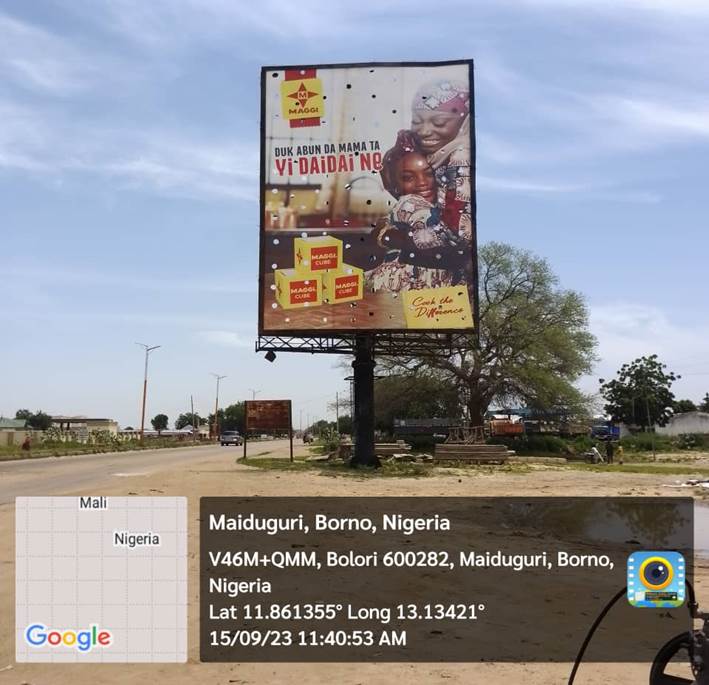 MAGGI
DUK ABUN DA MAMA TA
Yi DAiDAi NE
MAGGI
CUBE
MAGGI
CUBE
MAGGI
CUBE
Cook the
Difference
Mali
Nigeria
Google
Maiduguri, Borno, Nigeria
V46M+QMM, Bolori 600282, Maiduguri, Borno,
Nigeria
Lat 11.861355° Long 13.13421°
15/09/23 11:40:53 AM